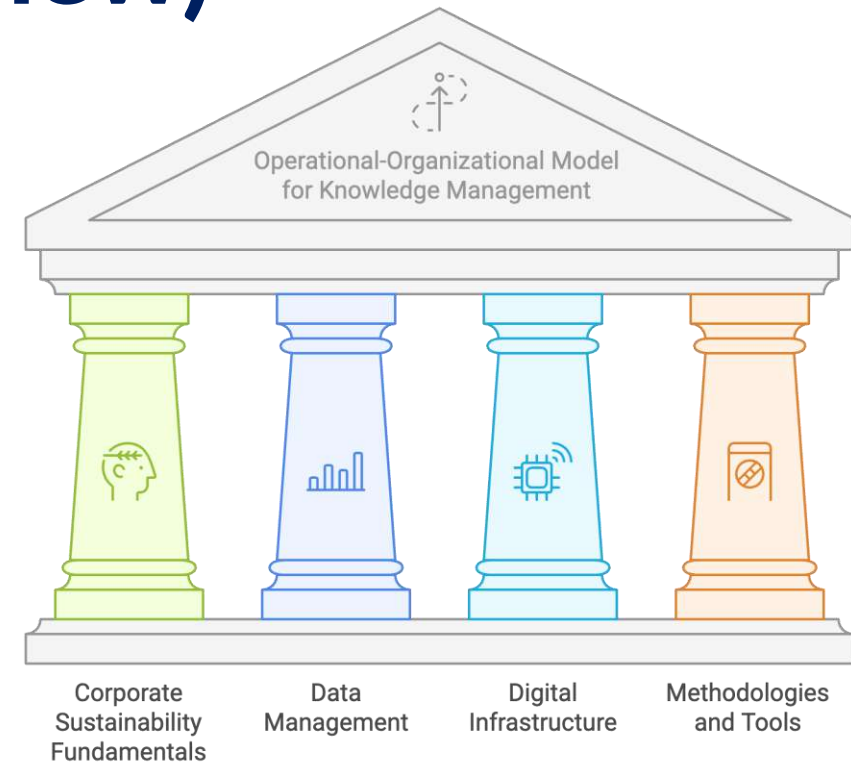 Operational-Organizational Model
for Knowledge Management
Corporate
Sustainability
Fundamentals
Data
Management
Digital
Infrastructure
Methodologies
and Tools